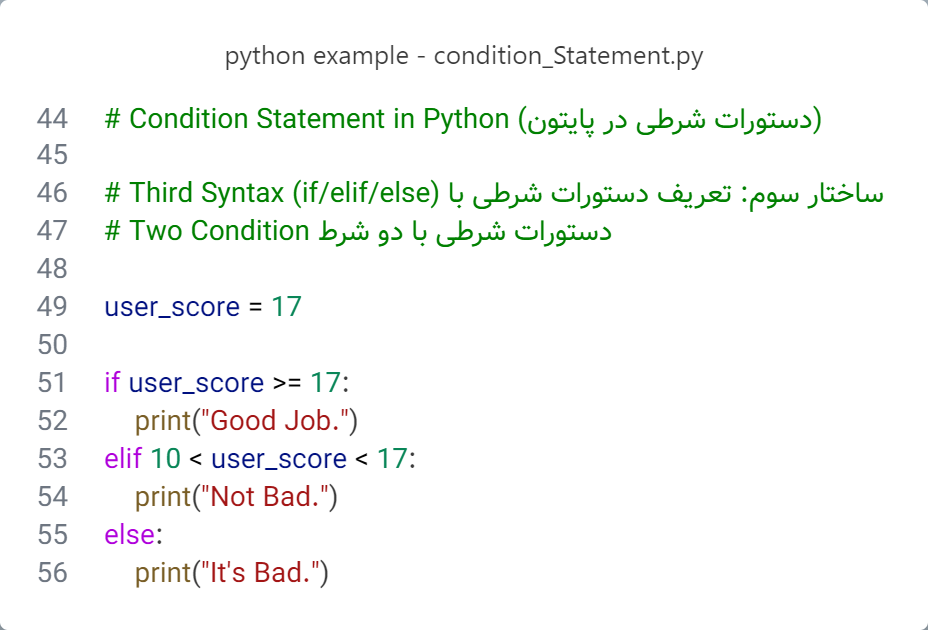 python example - condition_Statement.py
44 # Condition Statement in Python (دستورات شرطی در پایتون)
45
46 # Third Syntax (if/elif/else) ساختار سوم: تعریف دستورات شرطی با
47 # Two Condition دستورات شرطی با دو شرط
48
49 user_score = 17
50
51 if user_score >= 17:
52     print("Good Job.")
53 elif 10 < user_score < 17:
54     print("Not Bad.")
55 else:
56     print("It's Bad.")